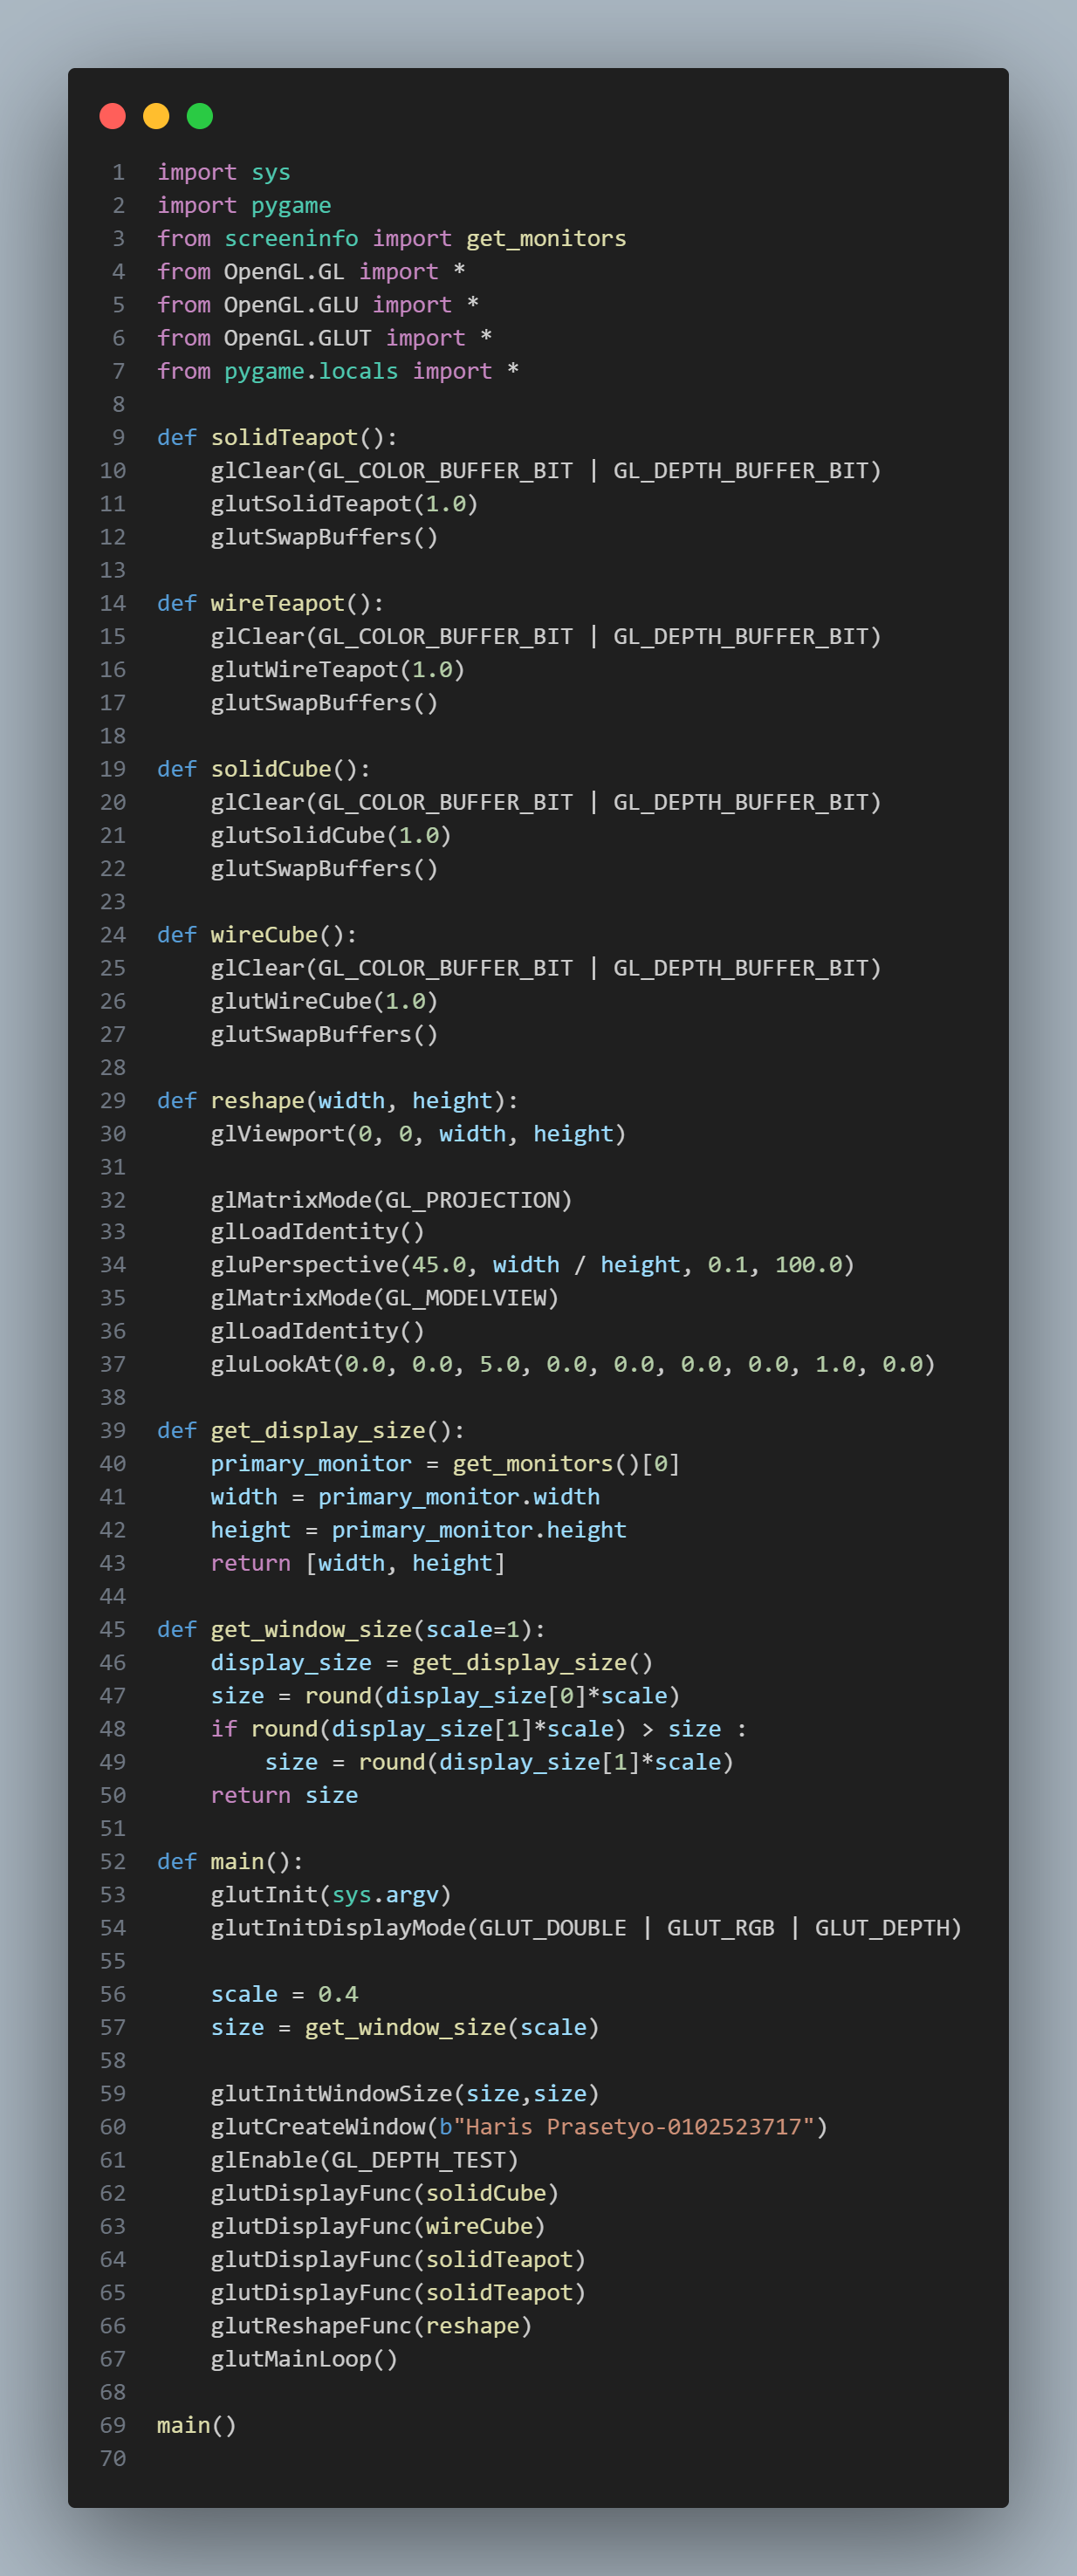 1 import sys
2 import pygame
3 from screeninfo import get_monitors
4 from OpenGL.GL import *
5 from OpenGL.GLU import *
6 from OpenGL.GLUT import *
7 from pygame.locals import *
8
9 def solidTeapot():
10     glClear(GL_COLOR_BUFFER_BIT | GL_DEPTH_BUFFER_BIT)
11     glutSolidTeapot(1.0)
12     glutSwapBuffers()
13
14 def wireTeapot():
15     glClear(GL_COLOR_BUFFER_BIT | GL_DEPTH_BUFFER_BIT)
16     glutWireTeapot(1.0)
17     glutSwapBuffers()
18
19 def solidCube():
20     glClear(GL_COLOR_BUFFER_BIT | GL_DEPTH_BUFFER_BIT)
21     glutSolidCube(1.0)
22     glutSwapBuffers()
23
24 def wireCube():
25     glClear(GL_COLOR_BUFFER_BIT | GL_DEPTH_BUFFER_BIT)
26     glutWireCube(1.0)
27     glutSwapBuffers()
28
29 def reshape(width, height):
30     glViewport(0, 0, width, height)
31
32     glMatrixMode(GL_PROJECTION)
33     glLoadIdentity()
34     gluPerspective(45.0, width / height, 0.1, 100.0)
35     glMatrixMode(GL_MODELVIEW)
36     glLoadIdentity()
37     gluLookAt(0.0, 0.0, 5.0, 0.0, 0.0, 0.0, 0.0, 1.0, 0.0)
38
39 def get_display_size():
40     primary_monitor = get_monitors()[0]
41     width = primary_monitor.width
42     height = primary_monitor.height
43     return [width, height]
44
45 def get_window_size(scale=1):
46     display_size = get_display_size()
47     size = round(display_size[0]*scale)
48     if round(display_size[1]*scale) > size :
49         size = round(display_size[1]*scale)
50     return size
51
52 def main():
53     glutInit(sys.argv)
54     glutInitDisplayMode(GLUT_DOUBLE | GLUT_RGB | GLUT_DEPTH)
55
56     scale = 0.4
57     size = get_window_size(scale)
58
59     glutInitWindowSize(size,size)
60     glutCreateWindow(b"Haris Prasetyo-0102523717")
61     glEnable(GL_DEPTH_TEST)
62     glutDisplayFunc(solidCube)
63     glutDisplayFunc(wireCube)
64     glutDisplayFunc(solidTeapot)
65     glutDisplayFunc(solidTeapot)
66     glutReshapeFunc(reshape)
67     glutMainLoop()
68
69 main()
70